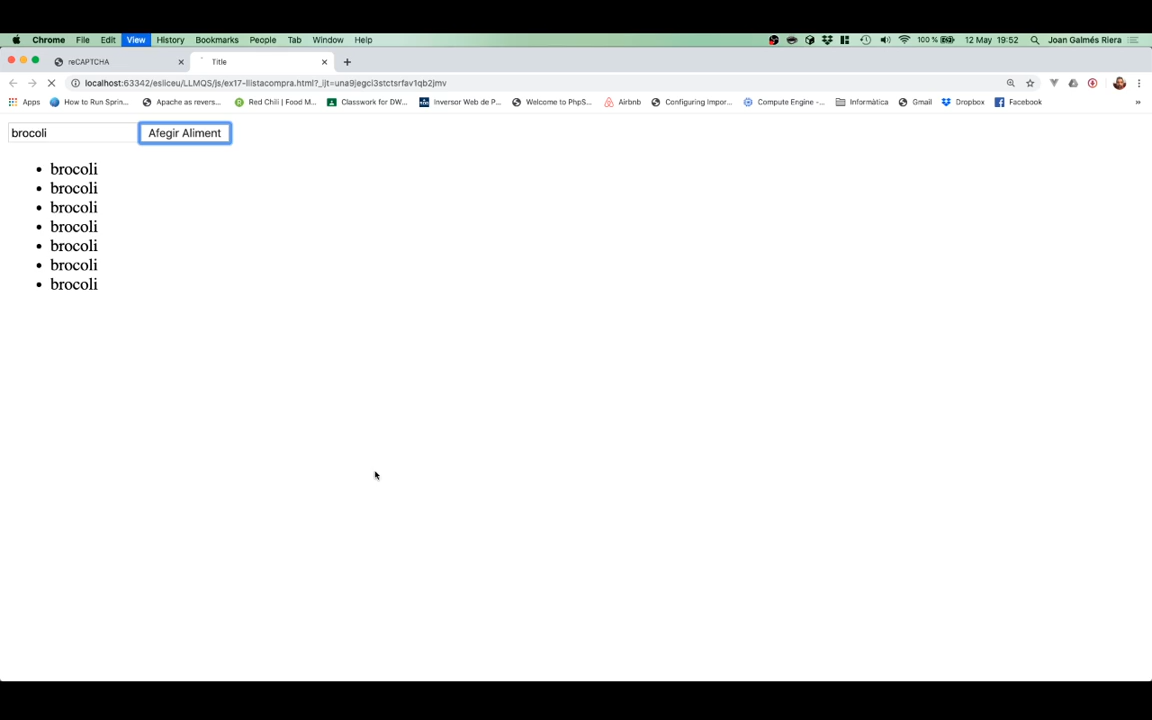 Chrome File Edit View History Bookmarks People Tab Window Help 100 % 12 May 19:52 Joan Galmés Riera
reCAPTCHA Title
localhost:63342/esliceu/LLMQS/js/ex17-llistacompra.html?_ijt=una9jegci3stctsrfav1qb2jmv
Apps How to Run Sprin... Apache as revers... Red Chili | Food M... Classwork for DW... Inversor Web de P... Welcome to PhpS... Airbnb Configuring Impor... Compute Engine -... Informàtica Gmail Dropbox Facebook »
brocoli Afegir Aliment
brocoli
brocoli
brocoli
brocoli
brocoli
brocoli
brocoli